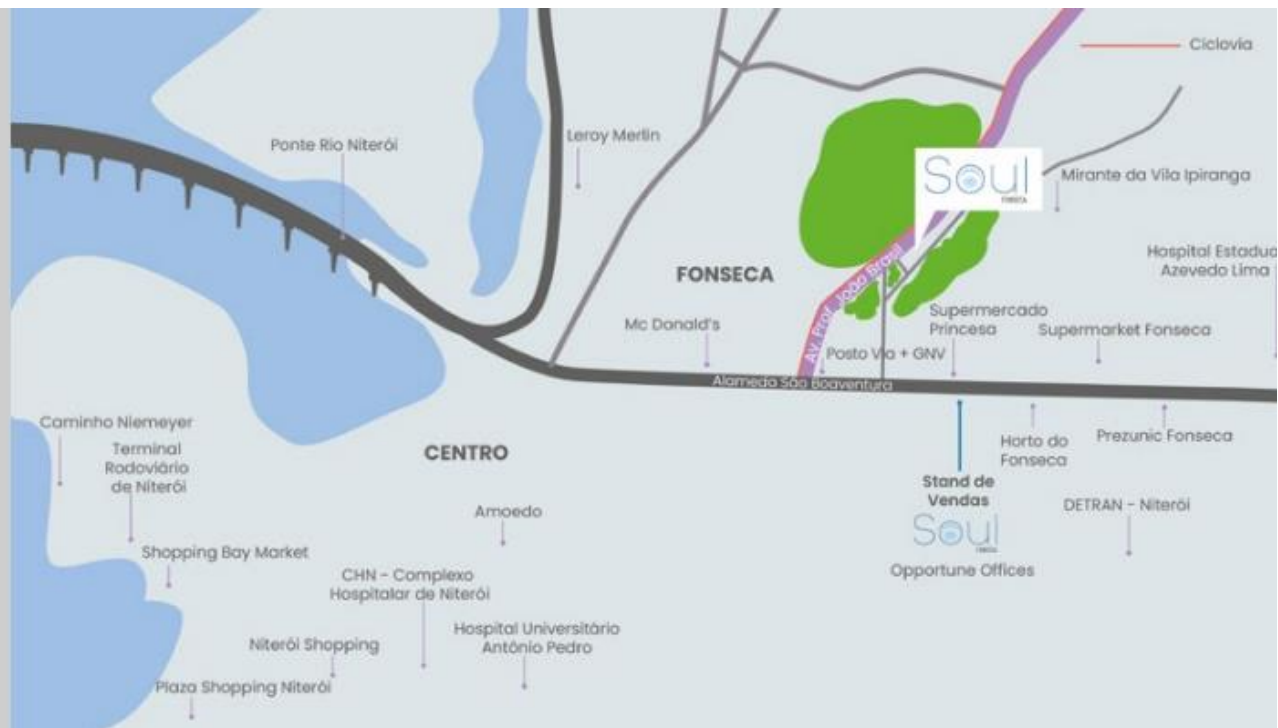 Ciclovia
Ponte Rio Niterói
Leroy Merlin
Soul
FONSECA
Mirante da Vila Ipiranga
Hospital Estadua
Azevedo Lima
FONSECA
Av. Prof. João Brasil
Mc Donald's
Supermercado
Princesa
Supermarket Fonseca
Posto Via + GNV
Alameda São Boaventura
Caminho Niemeyer
Terminal
Rodoviário
de Niterói
CENTRO
Horto do
Fonseca
Prezunic Fonseca
Stand de
Vendas
Soul
FONSECA
Opportune Offices
DETRAN - Niterói
Amoedo
Shopping Bay Market
CHN - Complexo
Hospitalar de Niterói
Hospital Universitário
Antônio Pedro
Niterói Shopping
Plaza Shopping Niterói